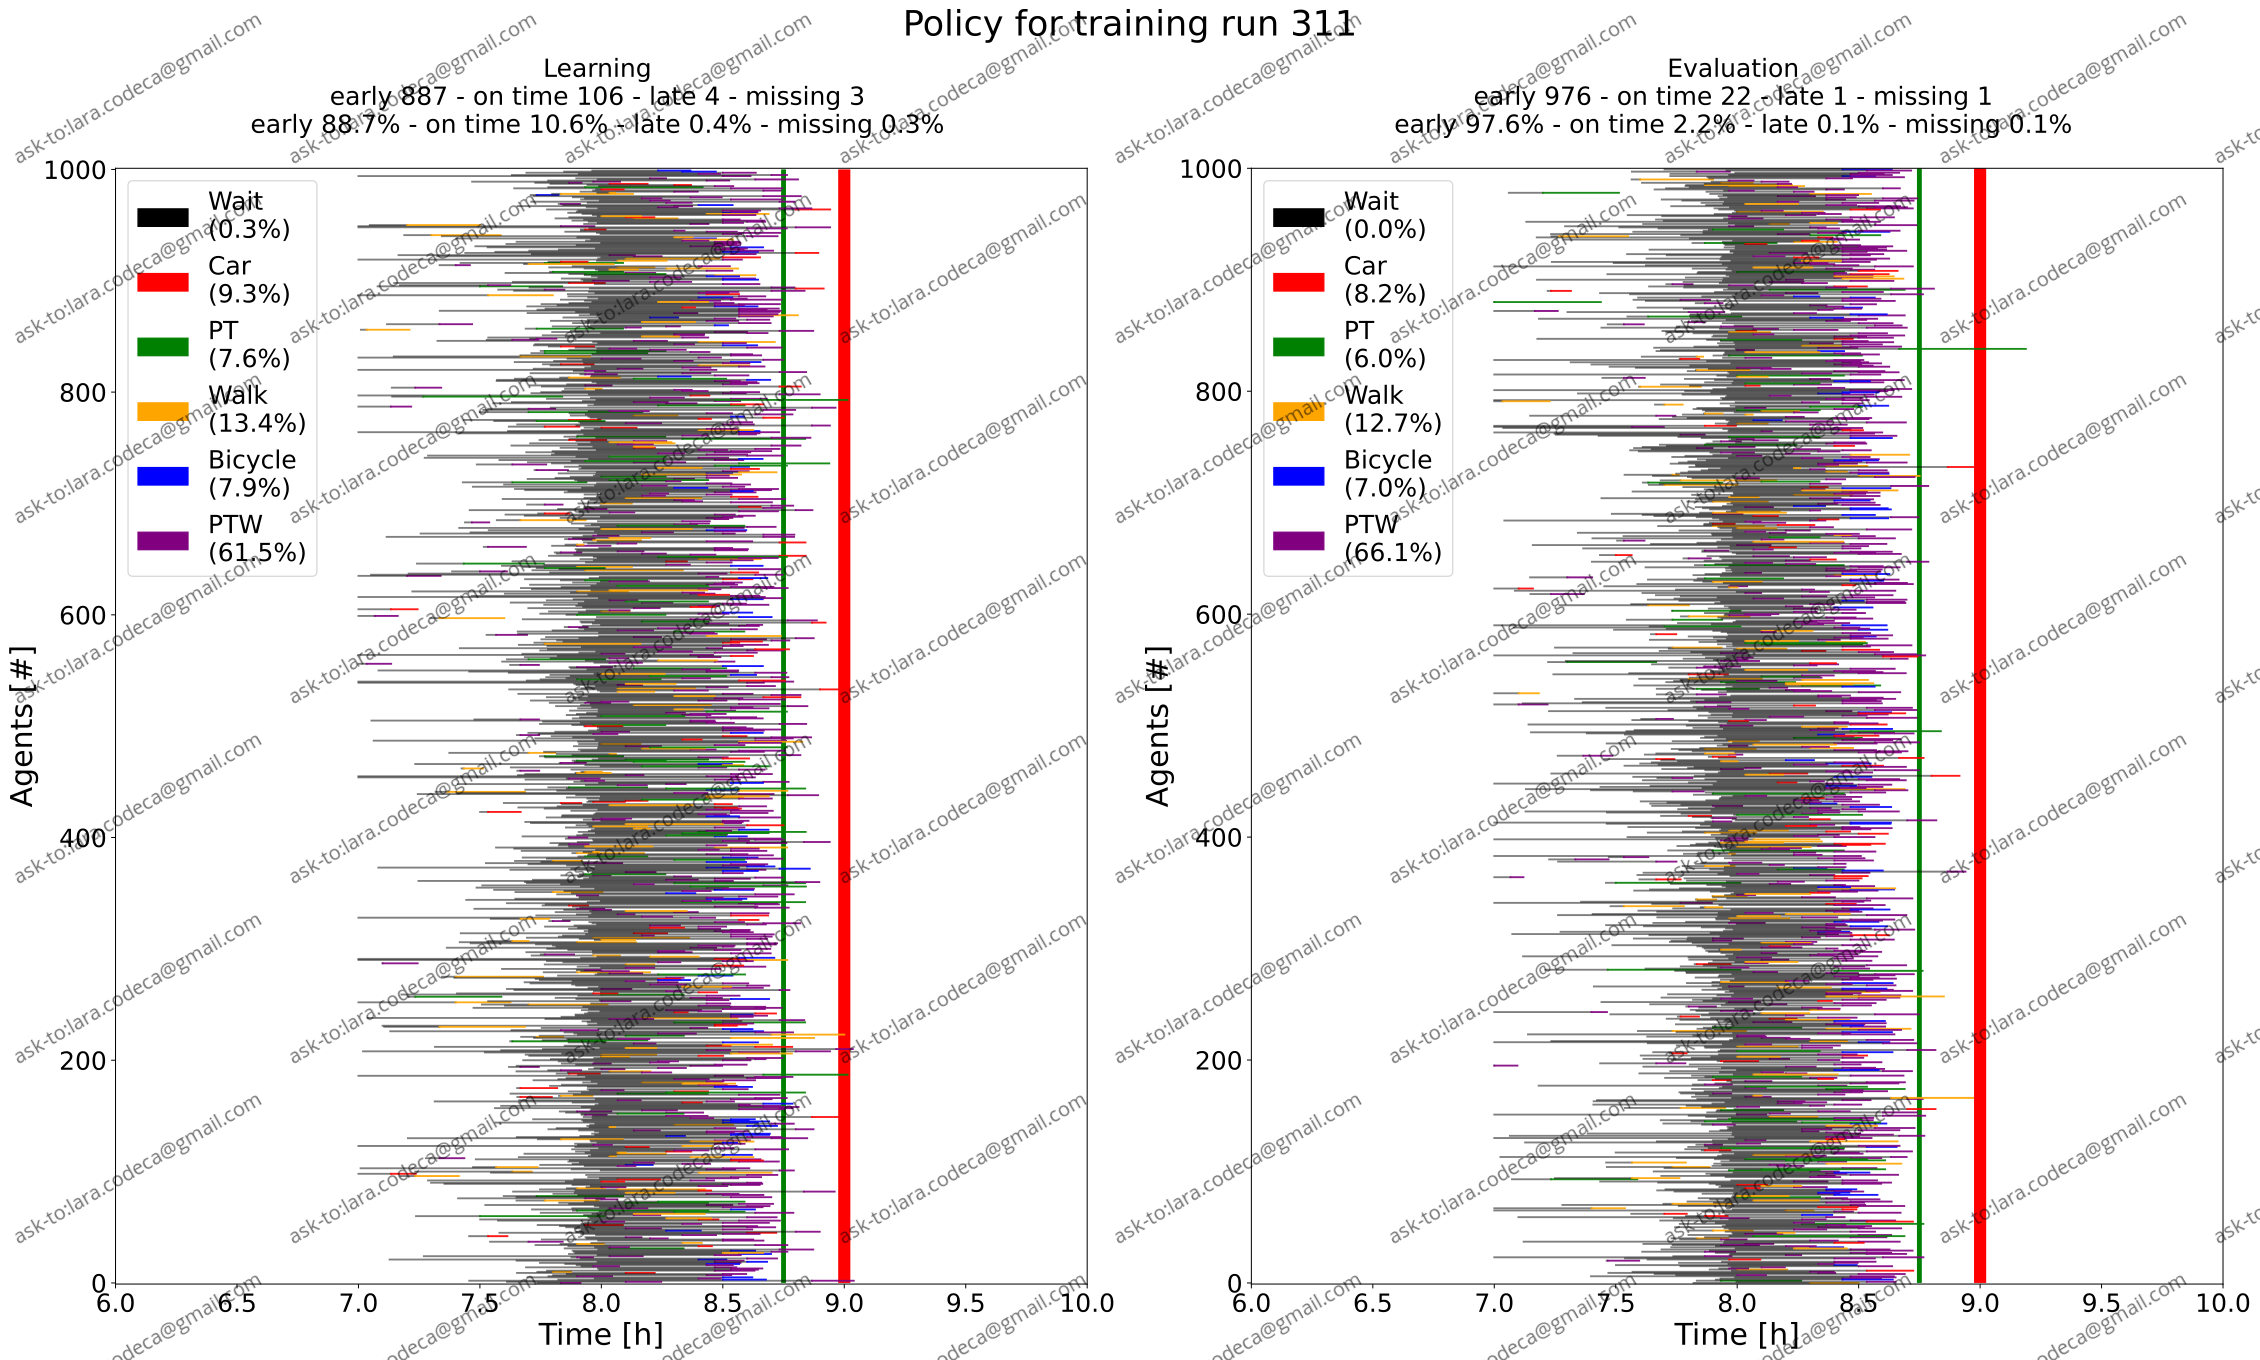 Policy for training run 311
Learning
early 887 - on time 106 - late 4 - missing 3
early 88.7% - on time 10.6% - late 0.4% - missing 0.3%
Evaluation
early 976 - on time 22 - late 1 - missing 1
early 97.6% - on time 2.2% - late 0.1% - missing 0.1%
Agents [#]
1000
800
600
400
200
0
Wait
(0.3%)
Car
(9.3%)
PT
(7.6%)
Walk
(13.4%)
Bicycle
(7.9%)
PTW
(61.5%)
6.0 6.5 7.0 7.5 8.0 8.5 9.0 9.5 10.0
Time [h]
Agents [#]
1000
800
600
400
200
0
Wait
(0.0%)
Car
(8.2%)
PT
(6.0%)
Walk
(12.7%)
Bicycle
(7.0%)
PTW
(66.1%)
6.0 6.5 7.0 7.5 8.0 8.5 9.0 9.5 10.0
Time [h]
ask-to:lara.codeca@gmail.com